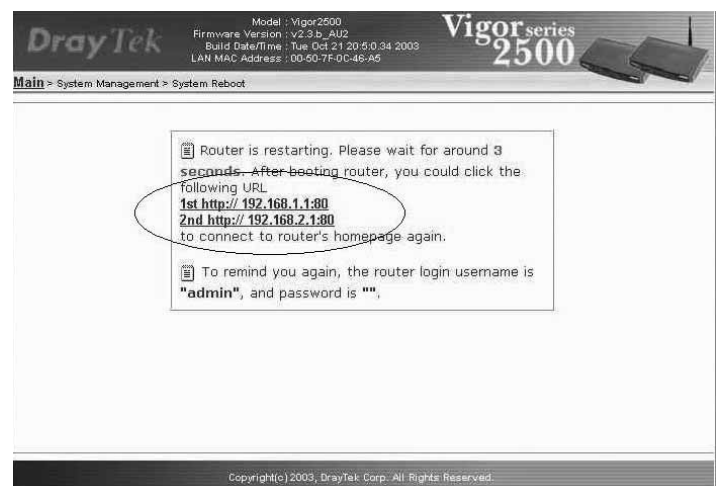 DrayTek
Model : Vigor2500
Firmware Version : v2.3.b_AU2
Build Date/Time : Tue Oct 21 20:5:0.34 2003
LAN MAC Address : 00-50-7F-0C-46-A5
Vigor series
2500
Main > System Management > System Reboot
Router is restarting. Please wait for around 3
seconds. After booting router, you could click the
following URL
1st http:// 192.168.1.1:80
2nd http:// 192.168.2.1:80
to connect to router's homepage again.
To remind you again, the router login username is
"admin", and password is "".
Copyright(c) 2003, DrayTek Corp. All Rights Reserved.